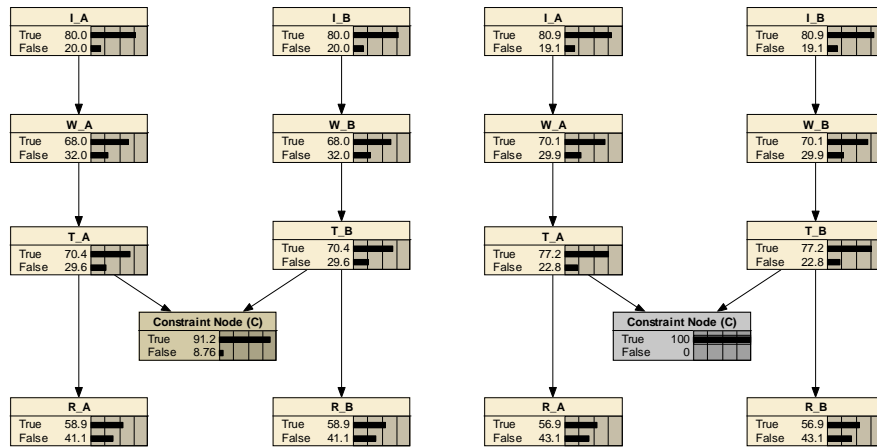 I_A
True 80.0
False 20.0
I_B
True 80.0
False 20.0
I_A
True 80.9
False 19.1
I_B
True 80.9
False 19.1
W_A
True 68.0
False 32.0
W_B
True 68.0
False 32.0
W_A
True 70.1
False 29.9
W_B
True 70.1
False 29.9
T_A
True 70.4
False 29.6
T_B
True 70.4
False 29.6
T_A
True 77.2
False 22.8
T_B
True 77.2
False 22.8
Constraint Node (C)
True 91.2
False 8.76
Constraint Node (C)
True 100
False 0
R_A
True 58.9
False 41.1
R_B
True 58.9
False 41.1
R_A
True 56.9
False 43.1
R_B
True 56.9
False 43.1